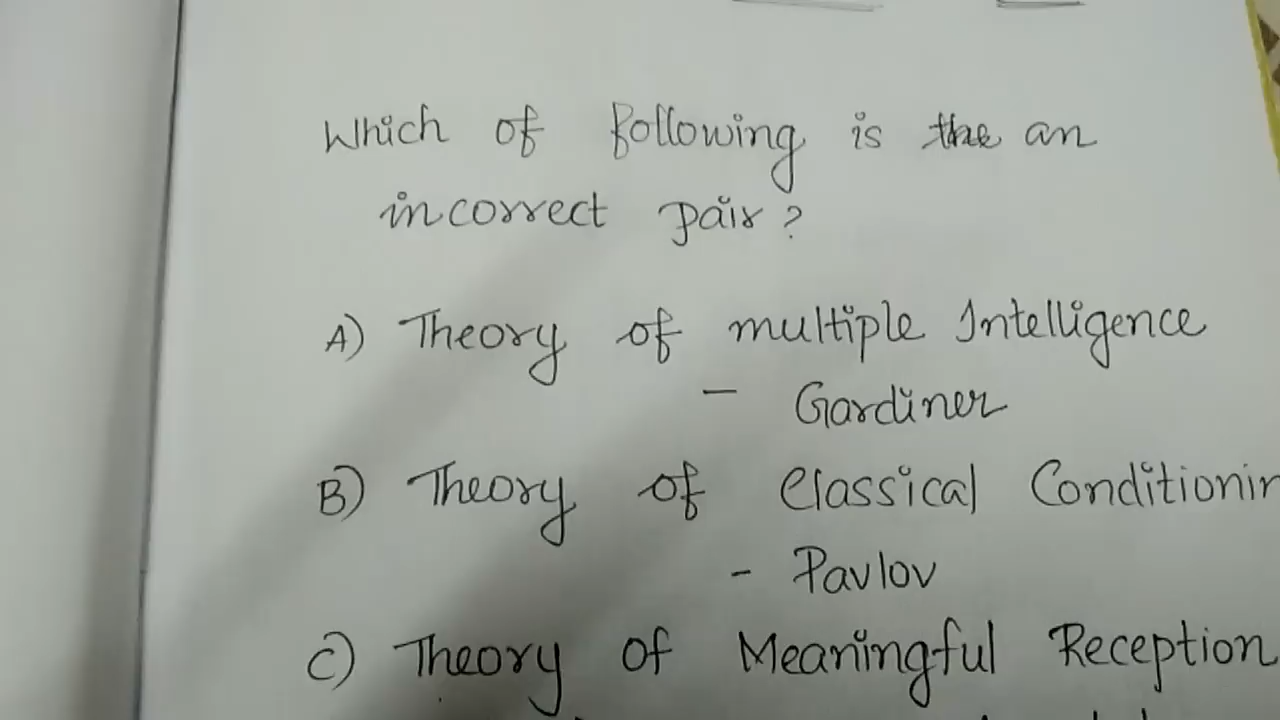 Which of following is the an
incorrect pair?
A) Theory of multiple Intelligence
- Gardiner
B) Theory of Classical Conditionin
- Pavlov
C) Theory of Meaningful Reception